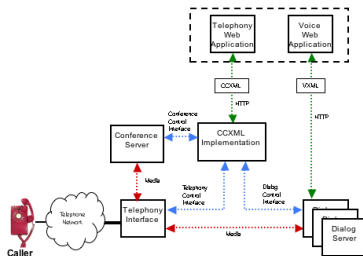 Telephony
Web
Application
Voice
Web
Application
CCXML
VXML
HTTP
HTTP
Conference
Control
Interface
Conference
Server
CCXML
Implementation
Media
Telephony
Control
Interface
Dialog
Control
Interface
Telephone
Network
Telephony
Interface
Media
Dialog
Server
Caller